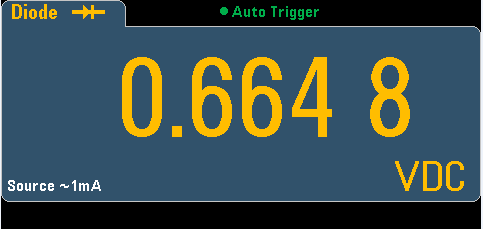 Diode
Auto Trigger
0.664 8
VDC
Source ~1mA